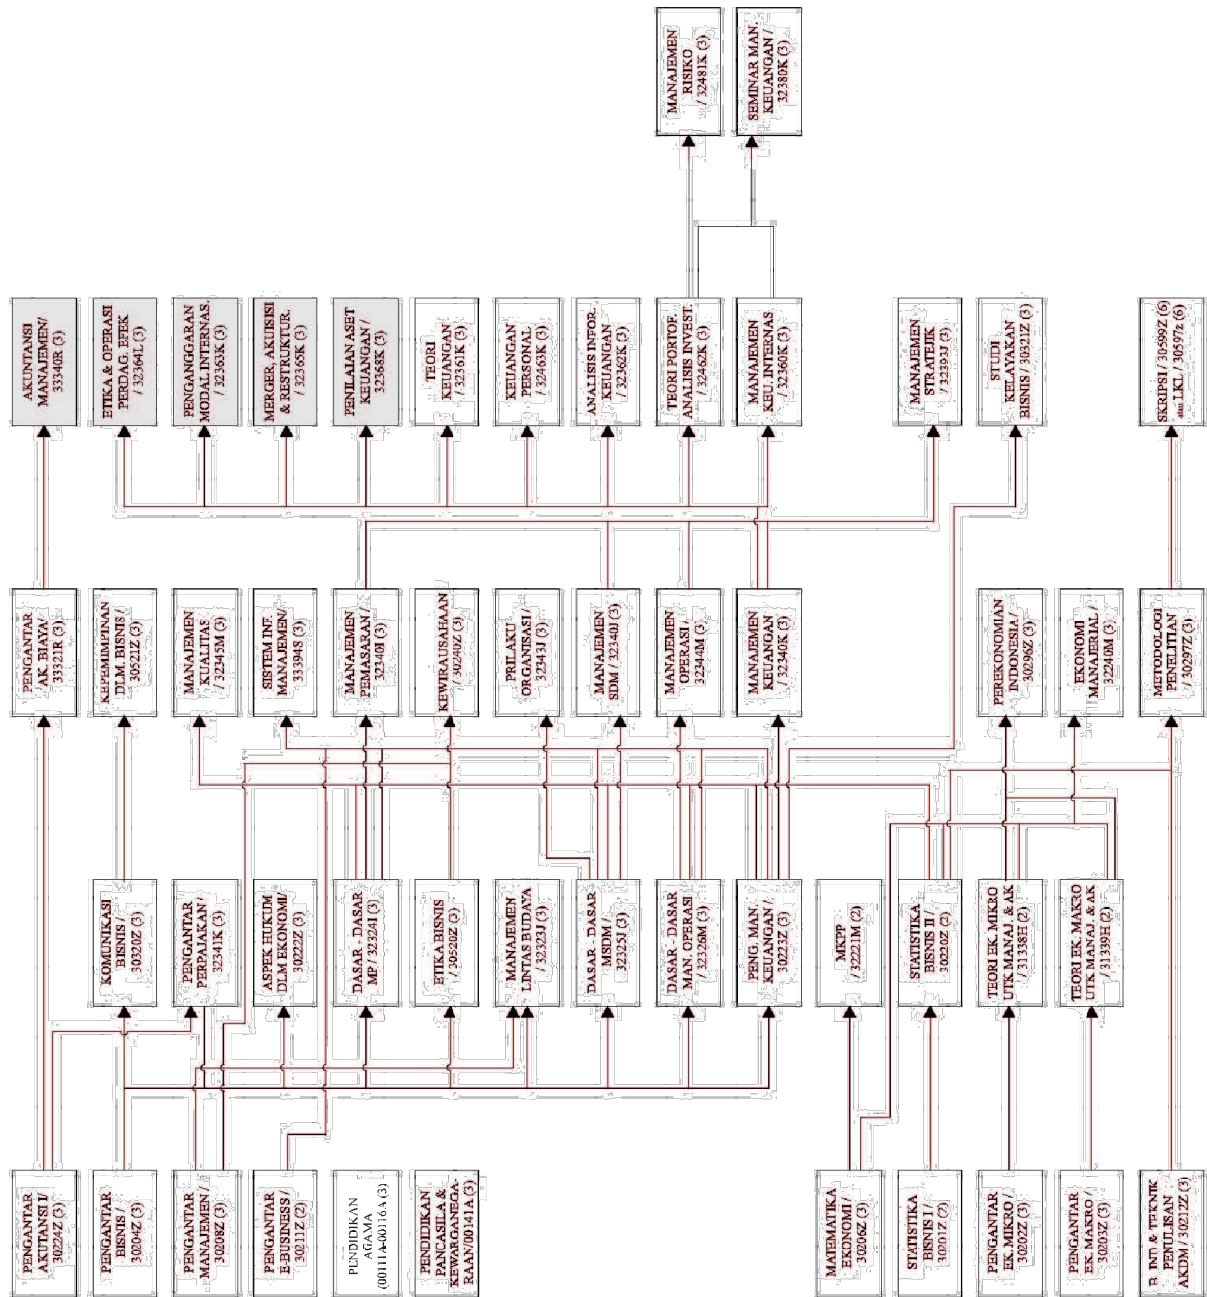 MANAJEMEN
RISIKO
/ 32481K (3)
SEMINAR MAN.
KEUANGAN /
32380K (3)
AKUNTANSI
MANAJEMEN/
33340R (3)
ETIKA & OPERASI
PERDAG. EFEK
/ 32364L (3)
PENGANGGARAN
MODAL INTERNAS.
/ 32363K (3)
MERGER, AKUISISI
& RESTRUKTUR.
/ 32365K (3)
PENILAIAN ASET
KEUANGAN /
32368K (3)
TEORI
KEUANGAN
/ 32361K (3)
KEUANGAN
PERSONAL
/ 32463K (3)
ANALISIS INFOR.
KEUANGAN
/ 32362K (3)
TEORI PORTOF.
ANALISIS INVEST.
/ 32462K (3)
MANAJEMEN
KEU. INTERNAS.
/ 32360K (3)
MANAJEMEN
STRATEJIK
/ 32393J (3)
STUDI
KELAYAKAN
BISNIS / 30321Z (3)
SKRIPSI / 30599Z (6)
atau LKL / 30597z (6)
PENGANTAR
AK. BIAYA/
33321R (3)
KEPEMIMPINAN
DLM. BISNIS /
30521Z (3)
MANAJEMEN
KUALITAS
/ 32345M (3)
SISTEM INF.
MANAJEMEN/
33394S (3)
MANAJEMEN
PEMASARAN /
32340I (3)
KEWIRAUSAHAAN
/ 30240Z (3)
PRILAKU
ORGANISASI /
32343J (3)
MANAJEMEN
SDM / 32340J (3)
MANAJEMEN
OPERASI /
32344M (3)
MANAJEMEN
KEUANGAN
/ 32340K (3)
PEREKONOMIAN
INDONESIA /
30296Z (3)
EKONOMI
MANAJERIAL /
32240M (3)
METODOLOGI
PENELITIAN
/ 30297Z (3)
KOMUNIKASI
BISNIS /
30320Z (3)
PENGANTAR
PERPAJAKAN /
32341K (3)
ASPEK HUKUM
DLM EKONOMI /
30222Z (3)
DASAR - DASAR
MP / 32324I (3)
ETIKA BISNIS
/ 30520Z (3)
MANAJEMEN
LINTAS BUDAYA
/ 32323J (3)
DASAR - DASAR
MSDM /
32325J (3)
DASAR - DASAR
MAN. OPERASI
/ 32326M (3)
PENG. MAN.
KEUANGAN /
30223Z (3)
MKPP
/ 32221M (2)
STATISTIKA
BISNIS II /
30220Z (2)
TEORI EK. MIKRO
UTK MANAJ. & AK
/ 31338H (2)
TEORI EK. MAKRO
UTK MANAJ. & AK
/ 31339H (2)
PENGANTAR
AKUTANSI I/
30224Z (3)
PENGANTAR
BISNIS /
30204Z (3)
PENGANTAR
MANAJEMEN /
30208Z (3)
PENGANTAR
E-BUSINESS /
30211Z (2)
PENDIDIKAN
AGAMA
(00111A-00116A (3)
PENDIDIKAN
PANCASILA &
KEWARGANEGA-
RAAN/00141A (3)
MATEMATIKA
EKONOMI /
30206Z (3)
STATISTIKA
BISNIS I /
30201Z (2)
PENGANTAR
EK. MIKRO /
30202Z (3)
PENGANTAR
EK. MAKRO /
30203Z (3)
B. IND & TEKNIK
PENULISAN
AKDM / 30212Z (3)